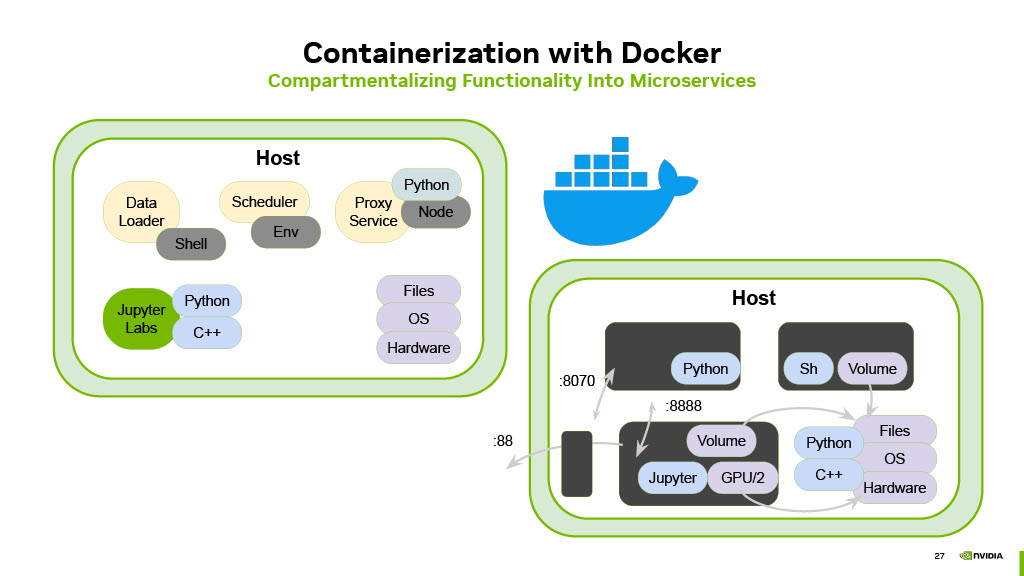 Containerization with Docker
Compartmentalizing Functionality Into Microservices
Host
Data
Loader
Shell
Scheduler
Env
Proxy
Service
Python
Node
Jupyter
Labs
Python
C++
Files
OS
Hardware
Host
Python
Sh
Volume
:8070
:8888
:88
Volume
Jupyter
GPU/2
Python
C++
Files
OS
Hardware
27
NVIDIA